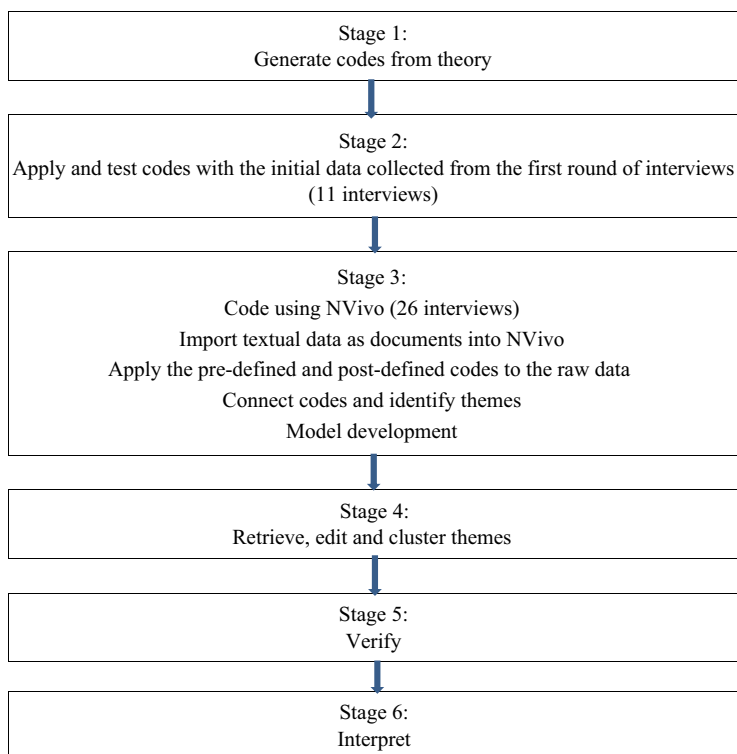 Stage 1:
Generate codes from theory
Stage 2:
Apply and test codes with the initial data collected from the first round of interviews
(11 interviews)
Stage 3:
Code using NVivo (26 interviews)
Import textual data as documents into NVivo
Apply the pre-defined and post-defined codes to the raw data
Connect codes and identify themes
Model development
Stage 4:
Retrieve, edit and cluster themes
Stage 5:
Verify
Stage 6:
Interpret